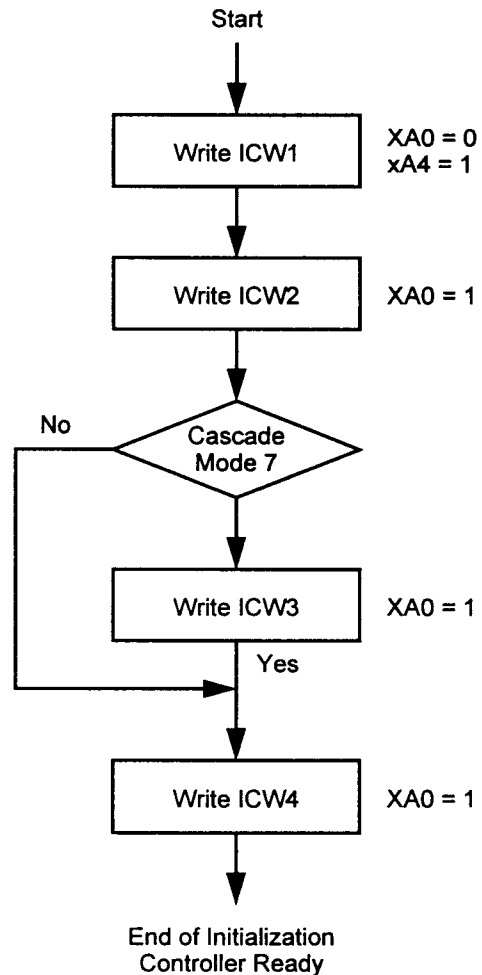 Start
Write ICW1
XA0 = 0
xA4 = 1
Write ICW2
XA0 = 1
No
Cascade
Mode 7
Write ICW3
XA0 = 1
Yes
Write ICW4
XA0 = 1
End of Initialization
Controller Ready